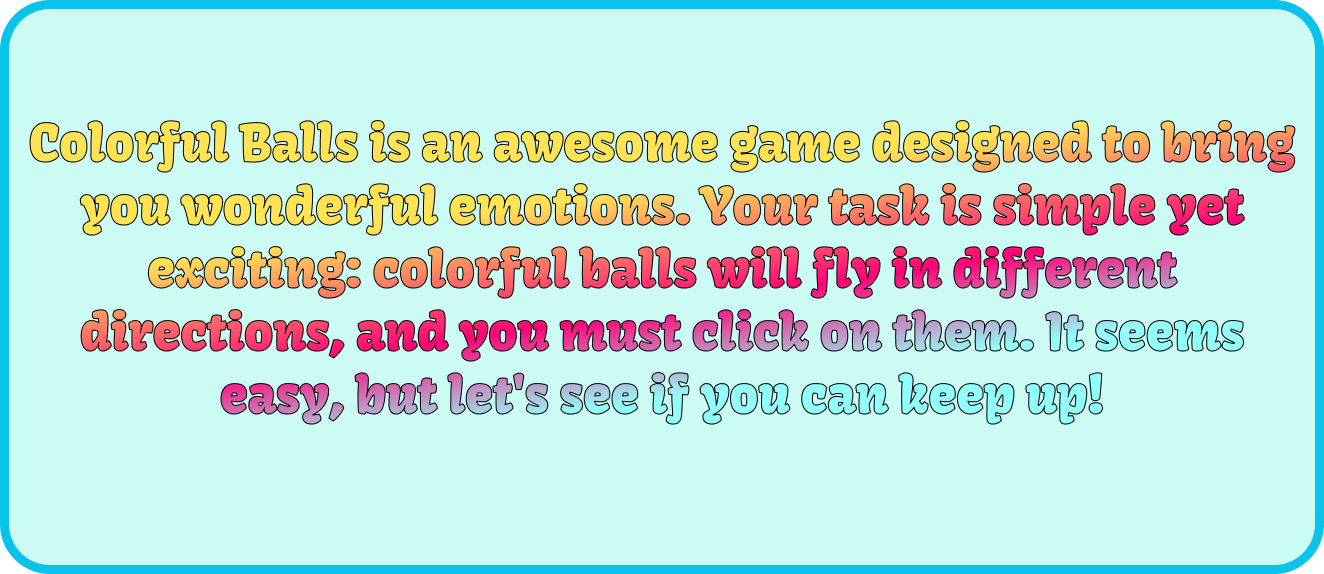 Colorful Balls is an awesome game designed to bring
you wonderful emotions. Your task is simple yet
exciting: colorful balls will fly in different
directions, and you must click on them. It seems
easy, but let's see if you can keep up!